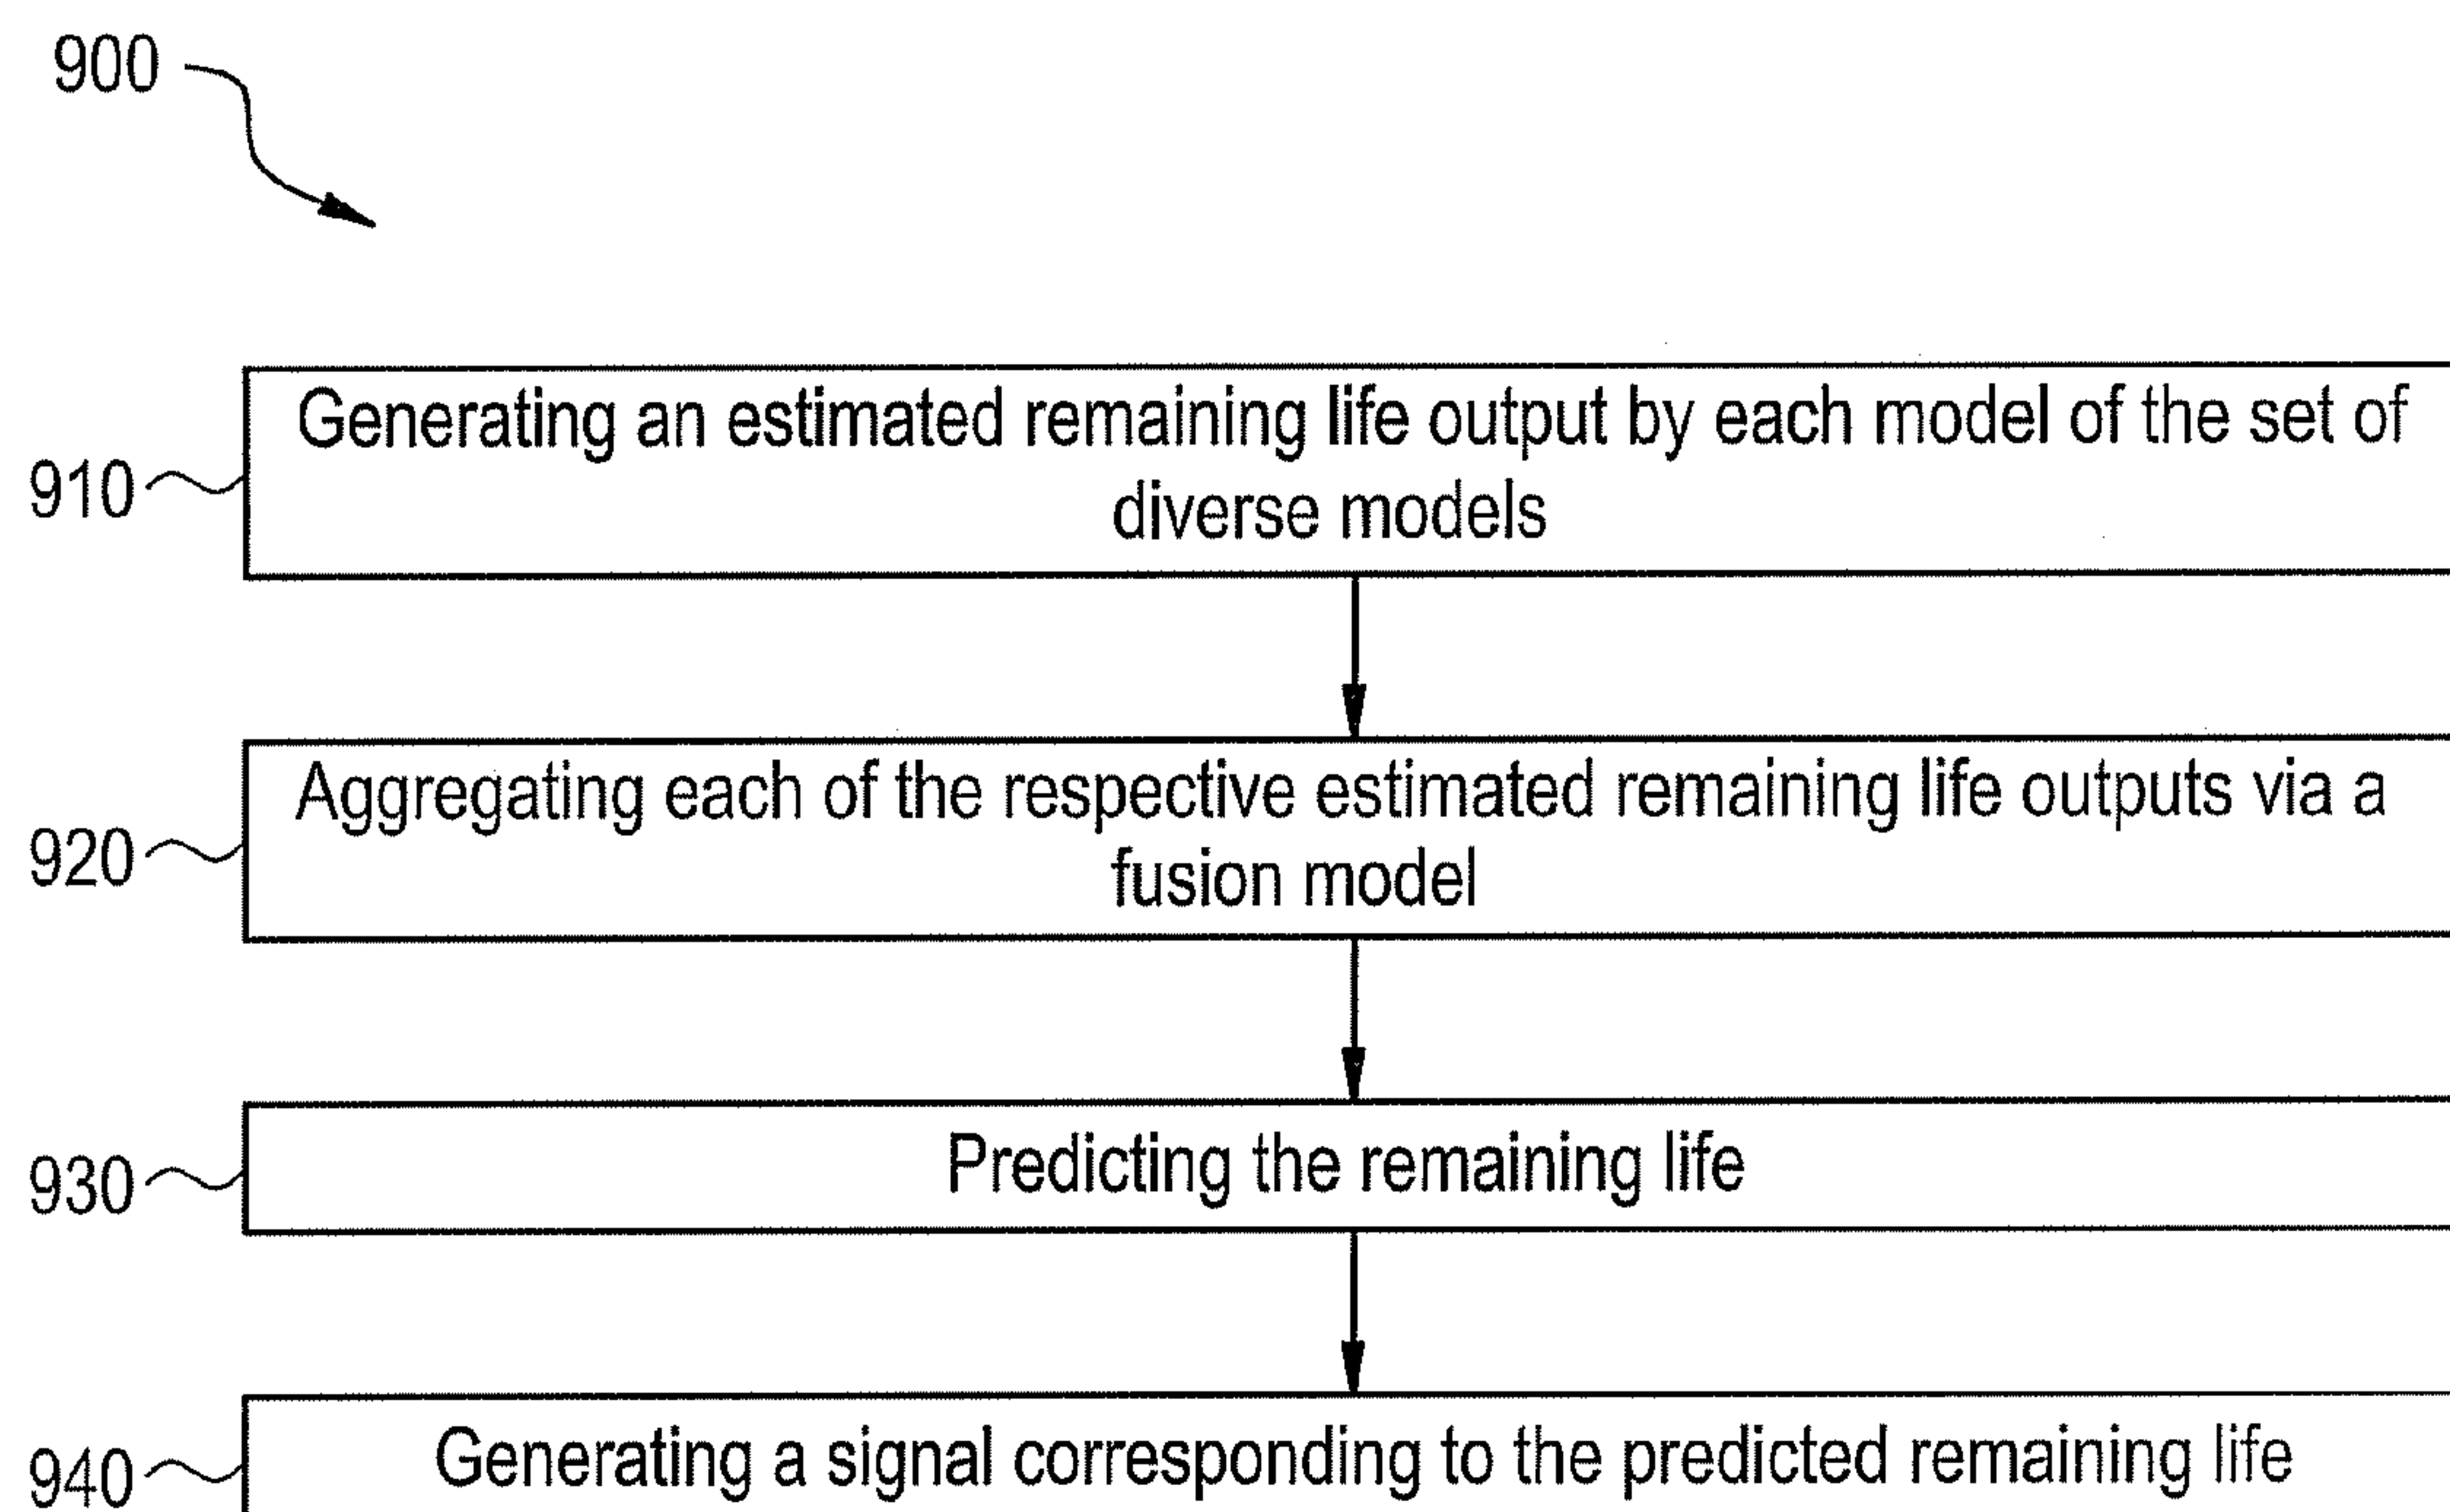 900
Generating an estimated remaining life output by each model of the set of
910
diverse models
Aggregating each of the respective estimated remaining life outputs via a
920
fusion model
930
Predicting the remaining life
940
Generating a signal corresponding to the predicted remaining life